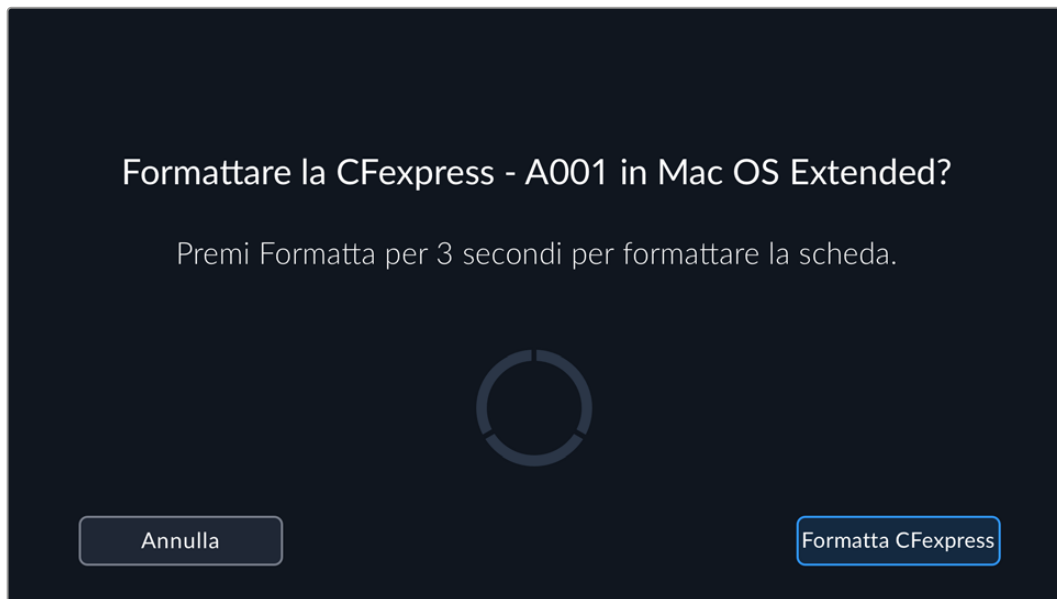 Formattare la CFexpress - A001 in Mac OS Extended?
Premi Formatta per 3 secondi per formattare la scheda.
Annulla
Formatta CFexpress